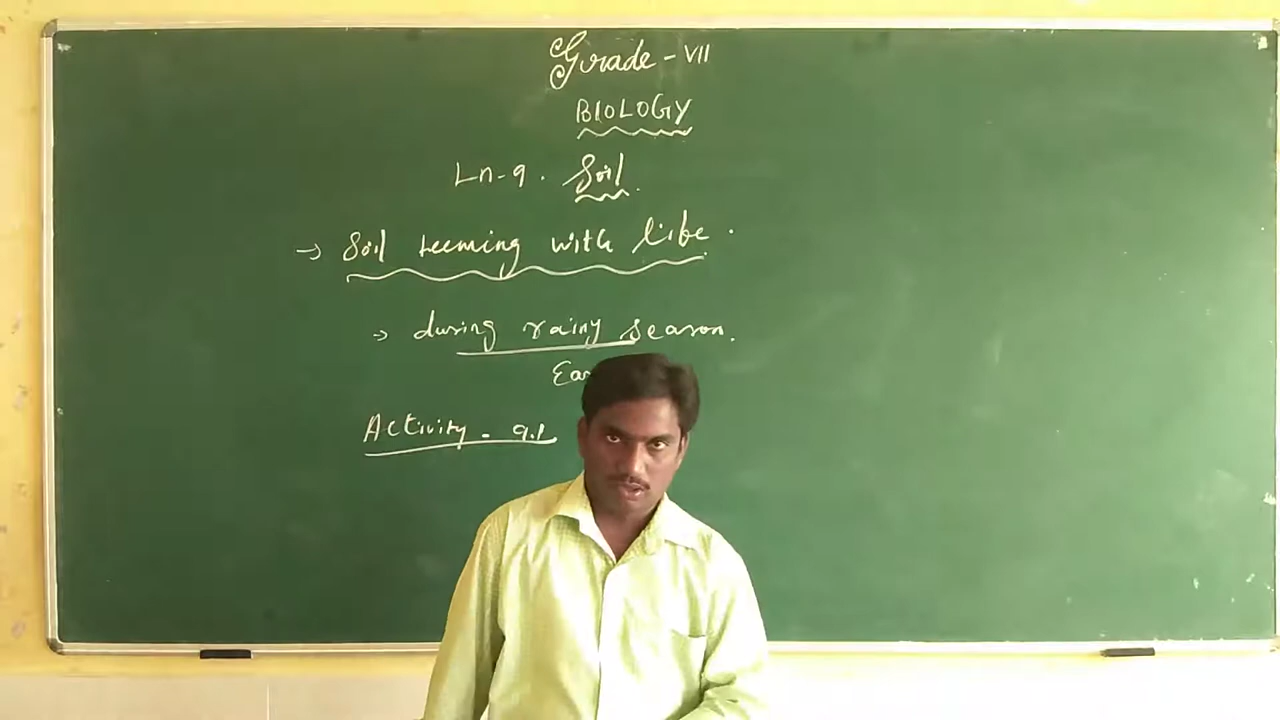 Grade - VII
BIOLOGY
Ln-9. Soil.
→ Soil teeming with life.
→ during rainy season.
Activity - 9.1